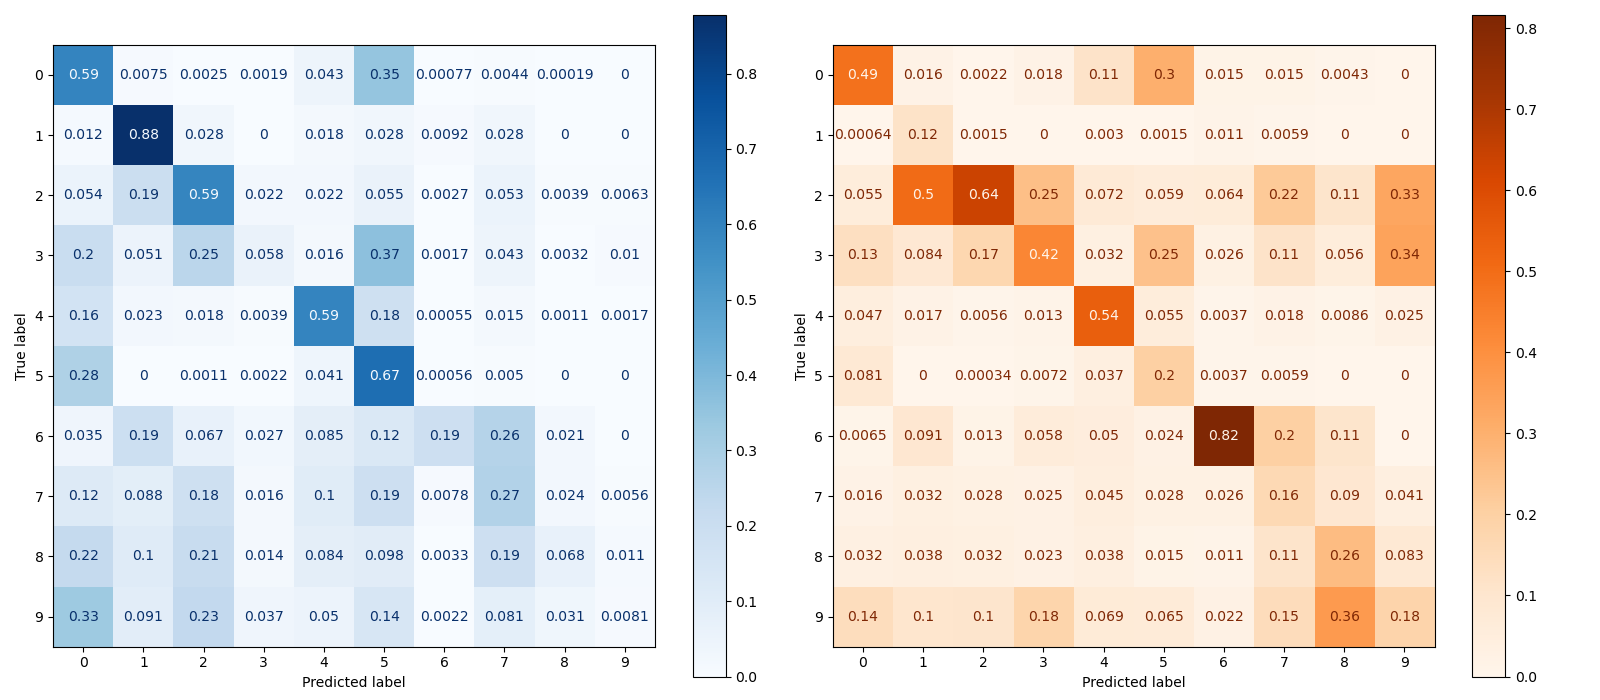 0 0.59 0.0075 0.0025 0.0019 0.043 0.35 0.00077 0.0044 0.00019 0
1 0.012 0.88 0.028 0 0.018 0.028 0.0092 0.028 0 0
2 0.054 0.19 0.59 0.022 0.022 0.055 0.0027 0.053 0.0039 0.0063
3 0.2 0.051 0.25 0.058 0.016 0.37 0.0017 0.043 0.0032 0.01
4 0.16 0.023 0.018 0.0039 0.59 0.18 0.00055 0.015 0.0011 0.0017
5 0.28 0 0.0011 0.0022 0.041 0.67 0.00056 0.005 0 0
6 0.035 0.19 0.067 0.027 0.085 0.12 0.19 0.26 0.021 0
7 0.12 0.088 0.18 0.016 0.1 0.19 0.0078 0.27 0.024 0.0056
8 0.22 0.1 0.21 0.014 0.084 0.098 0.0033 0.19 0.068 0.011
9 0.33 0.091 0.23 0.037 0.05 0.14 0.0022 0.081 0.031 0.0081
0 1 2 3 4 5 6 7 8 9
Predicted label
True label
0.8
0.7
0.6
0.5
0.4
0.3
0.2
0.1
0.0
0 0.49 0.016 0.0022 0.018 0.11 0.3 0.015 0.015 0.0043 0
1 0.00064 0.12 0.0015 0 0.003 0.0015 0.011 0.0059 0 0
2 0.055 0.5 0.64 0.25 0.072 0.059 0.064 0.22 0.11 0.33
3 0.13 0.084 0.17 0.42 0.032 0.25 0.026 0.11 0.056 0.34
4 0.047 0.017 0.0056 0.013 0.54 0.055 0.0037 0.018 0.0086 0.025
5 0.081 0 0.00034 0.0072 0.037 0.2 0.0037 0.0059 0 0
6 0.0065 0.091 0.013 0.058 0.05 0.024 0.82 0.2 0.11 0
7 0.016 0.032 0.028 0.025 0.045 0.028 0.026 0.16 0.09 0.041
8 0.032 0.038 0.032 0.023 0.038 0.015 0.011 0.11 0.26 0.083
9 0.14 0.1 0.1 0.18 0.069 0.065 0.022 0.15 0.36 0.18
0 1 2 3 4 5 6 7 8 9
Predicted label
True label
0.8
0.7
0.6
0.5
0.4
0.3
0.2
0.1
0.0